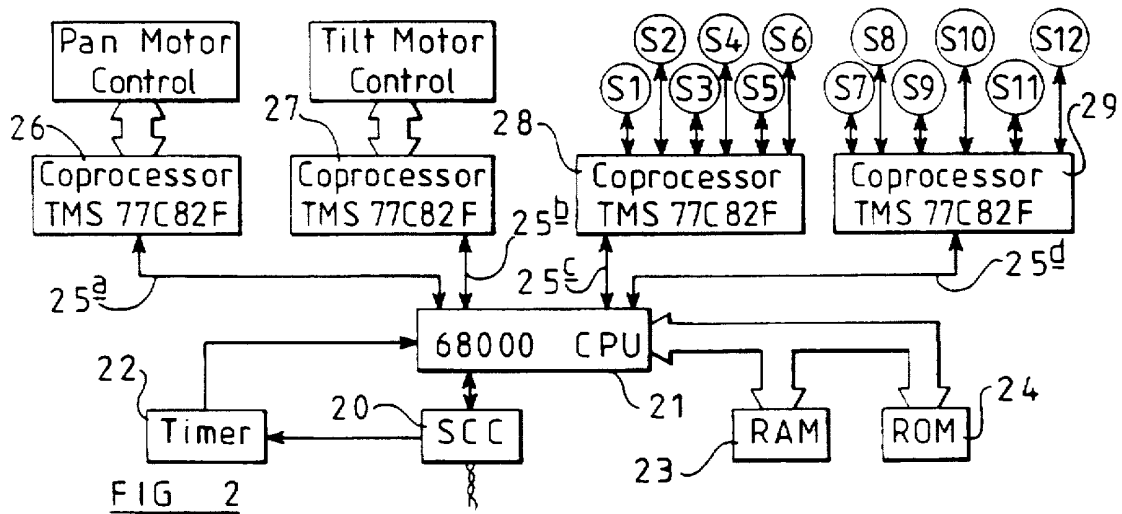 Pan Motor
Control
Tilt Motor
Control
S2 S4 S6
S1 S3 S5
S8 S10 S12
S7 S9 S11
26
27
28
29
Coprocessor
TMS 77C82F
Coprocessor
TMS 77C82F
Coprocessor
TMS 77C82F
Coprocessor
TMS 77C82F
25a
25b
25c
25d
68000 CPU
22
20
21
24
Timer
SCC
RAM
ROM
23
FIG 2